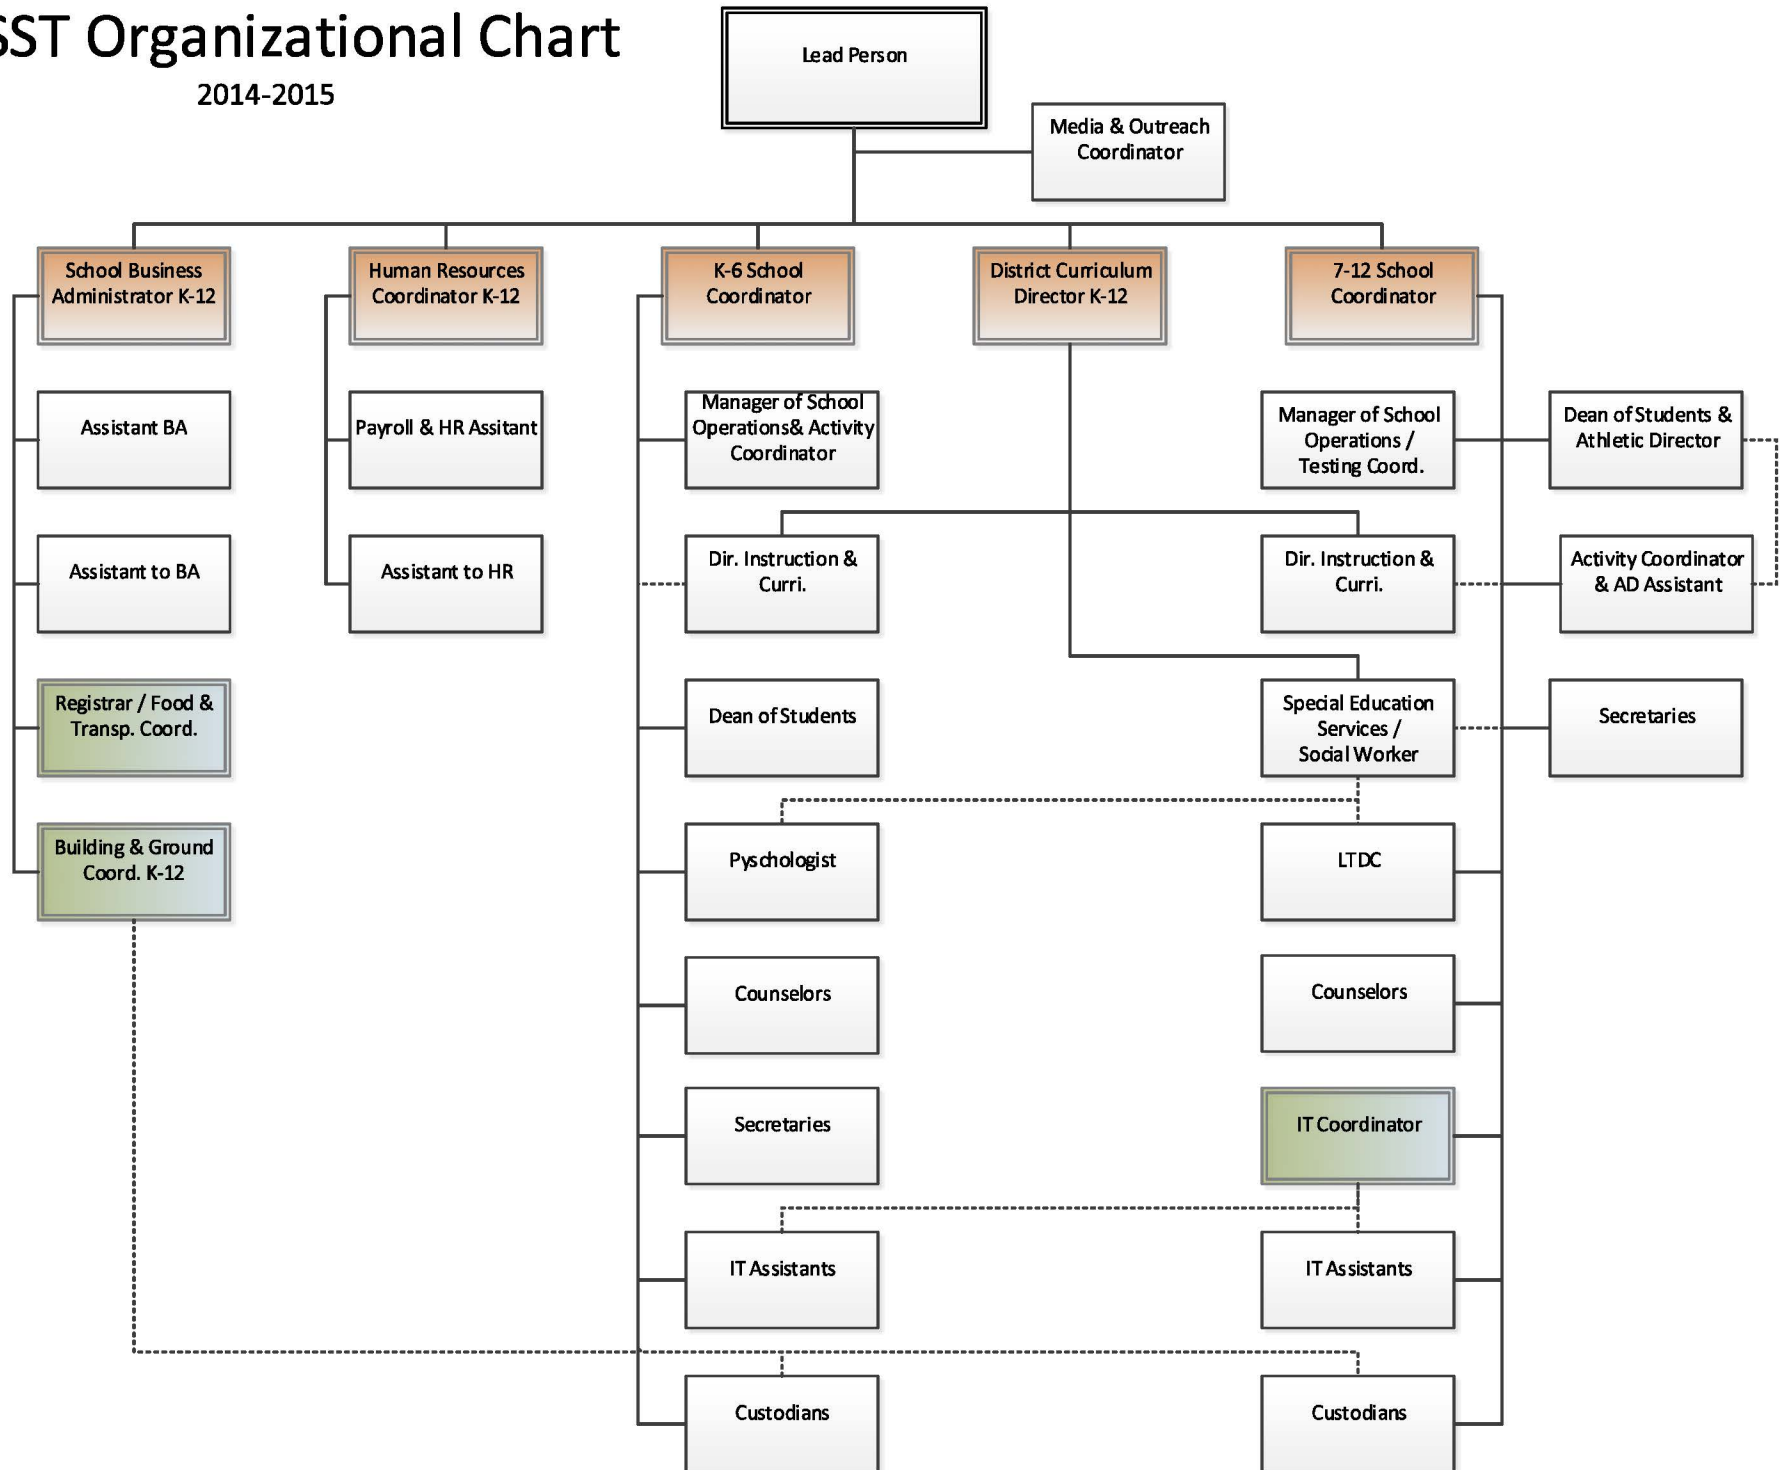 SST Organizational Chart
2014-2015
Lead Person
Media & Outreach
Coordinator
School Business
Administrator K-12
Human Resources
Coordinator K-12
K-6 School
Coordinator
District Curriculum
Director K-12
7-12 School
Coordinator
Assistant BA
Payroll & HR Assitant
Manager of School
Operations& Activity
Coordinator
Manager of School
Operations /
Testing Coord.
Dean of Students &
Athletic Director
Assistant to BA
Assistant to HR
Dir. Instruction &
Curri.
Dir. Instruction &
Curri.
Activity Coordinator
& AD Assistant
Registrar / Food &
Transp. Coord.
Dean of Students
Special Education
Services /
Social Worker
Secretaries
Building & Ground
Coord. K-12
Pyschologist
LTDC
Counselors
Counselors
Secretaries
IT Coordinator
IT Assistants
IT Assistants
Custodians
Custodians